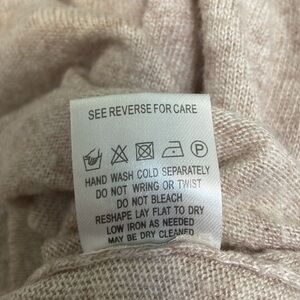 SEE REVERSE FOR CARE
P
HAND WASH COLD SEPARATELY
DO NOT WRING OR TWIST
DO NOT BLEACH
RESHAPE LAY FLAT TO DRY
LOW IRON AS NEEDED
MAY BE DRY CLEANED